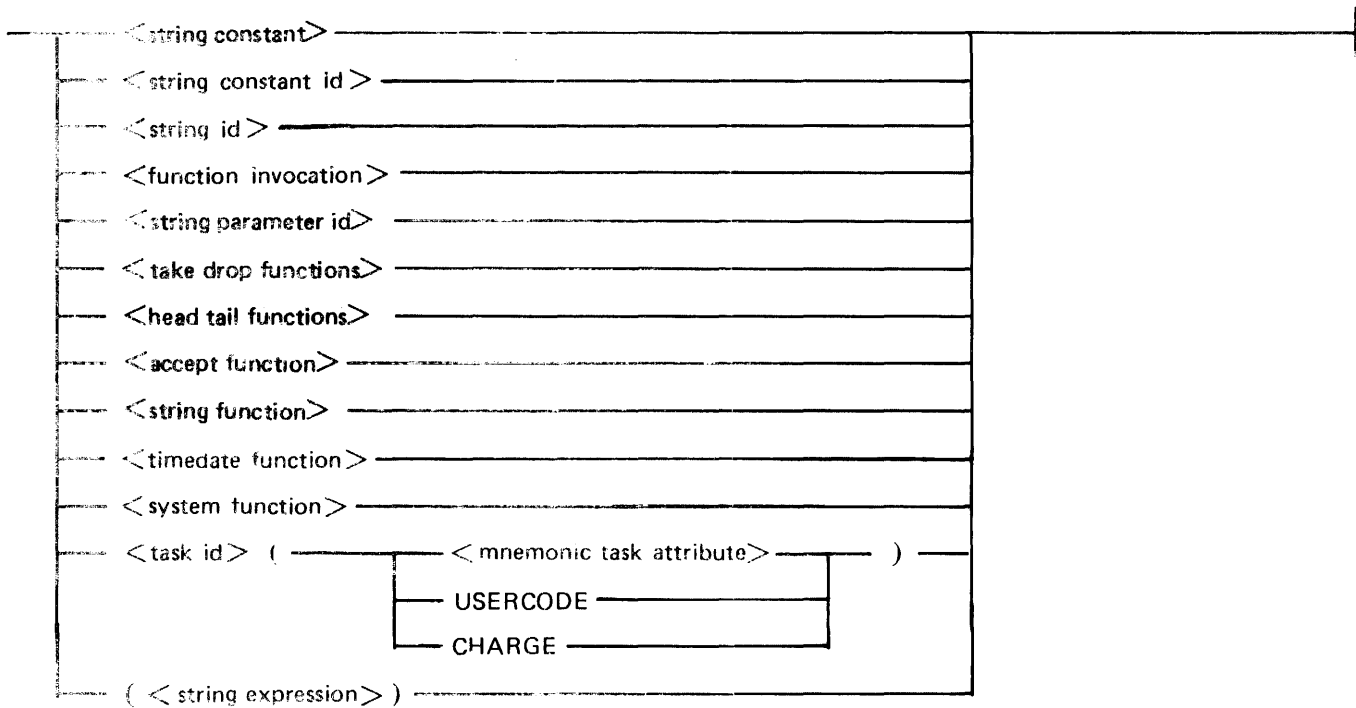 <string constant>
<string constant id>
<string id>
<function invocation>
<string parameter id>
<take drop functions>
<head tail functions>
<accept function>
<string function>
<timedate function>
<system function>
<task id> ( <mnemonic task attribute> )
USERCODE
CHARGE
( <string expression> )